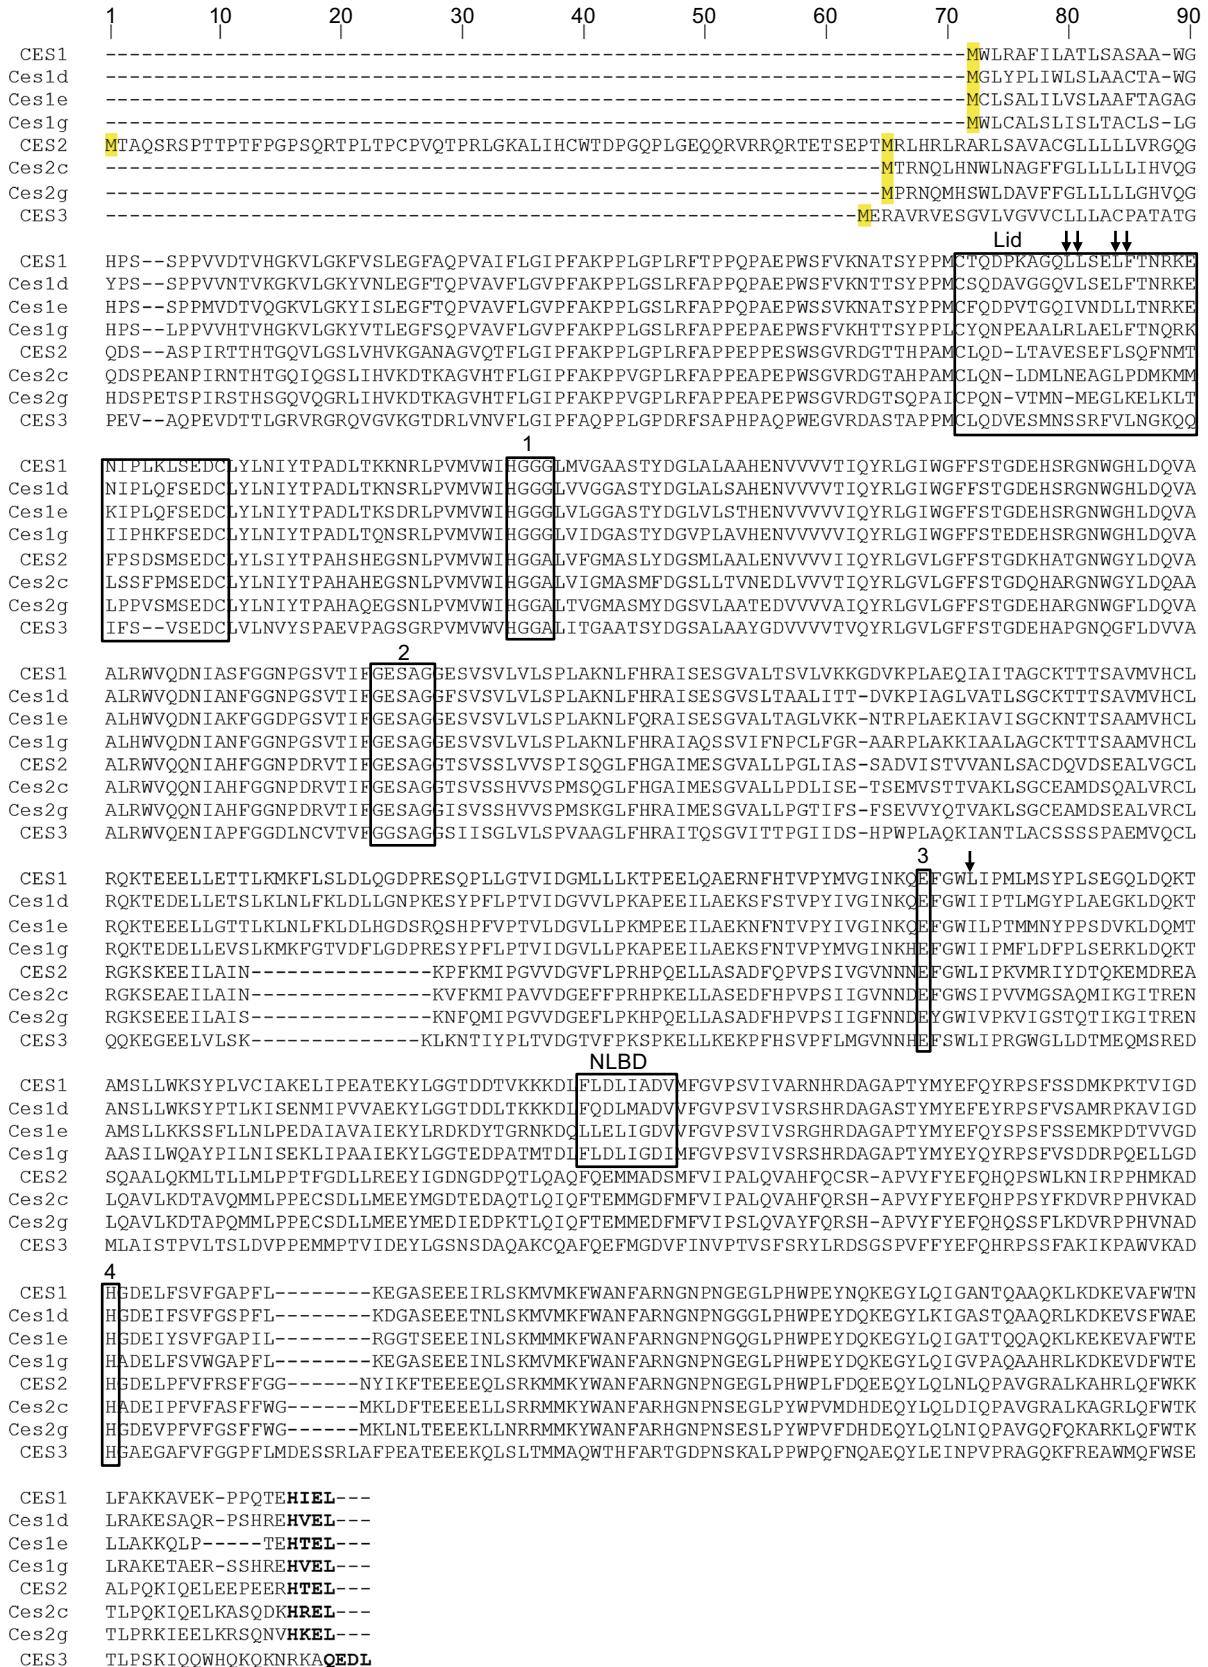 1 10 20 30 40 50 60 70 80 90
CES1 -----------------------------------------------------------------------MWLRAFILATLSASAA-WG
Ces1d -----------------------------------------------------------------------MGLYPLIWLSLAACTA-WG
Ces1e -----------------------------------------------------------------------MCLSALILVSLAAFTAGAG
Ces1g -----------------------------------------------------------------------MWLCALSLISLTACLS-LG
CES2 MTAQSRSPTTPTFPGPSQRTPLTPCPVQTPRLGKALIHCWTDPGQPLGEQQRVRRQRTETSEPTMRLHRLRARLSAVACGLLLLLVRGQG
Ces2c ----------------------------------------------------------------MTRNQLHNWLNAGFFGLLLLLIHVQG
Ces2g ----------------------------------------------------------------MPRNQMHSWLDAVFFGLLLLLGHVQG
CES3 --------------------------------------------------------------MERAVRVESGVLVGVVCLLLACPATATG
Lid
CES1 HPS--SPPVVDTVHGKVLGKFVSLEGFAQPVAIFLGIPFAKPPLGPLRFTPPQPAEPWSFVKNATSYPPMCTQDPKAGQLLSELFTNRKE
Ces1d YPS--SPPVVNTVKGKVLGKYVNLEGFTQPVAVFLGVPFAKPPLGSLRFAPPQPAEPWSFVKNTTSYPPMCSQDAVGGQVLSELFTNRKE
Ces1e HPS--SPPMVDTVQGKVLGKYISLEGFTQPVAVFLGVPFAKPPLGSLRFAPPQPAEPWSSVKNATSYPPMCFQDPVTGQIVNDLLTNRKE
Ces1g HPS--LPPVVHTVHGKVLGKYVTLEGFSQPVAVFLGVPFAKPPLGSLRFAPPEPAEPWSFVKHTTSYPPLCYQNPEAALRLAELFTNQRK
CES2 QDS--ASPIRTTHTGQVLGSLVHVKGANAGVQTFLGIPFAKPPLGPLRFAPPEPPESWSGVRDGTTHPAMCLQD-LTAVESEFLSQFNMT
Ces2c QDSPEANPIRNTHTGQIQGSLIHVKDTKAGVHTFLGIPFAKPPVGPLRFAPPEAPEPWSGVRDGTAHPAMCLQN-LDMLNEAGLPDMKMM
Ces2g HDSPETSPIRSTHSGQVQGRLIHVKDTKAGVHTFLGIPFAKPPVGPLRFAPPEAPEPWSGVRDGTSQPAICPQN-VTMN-MEGLKELKLT
CES3 PEV--AQPEVDTTLGRVRGRQVGVKGTDRLVNVFLGIPFAQPPLGPDRFSAPHPAQPWEGVRDASTAPPMCLQDVESMNSSRFVLNGKQQ
1
CES1 NIPLKLSEDCLYLNIYTPADLTKKNRLPVMVWIHGGGLMVGAASTYDGLALAAHENVVVVTIQYRLGIWGFFSTGDEHSRGNWGHLDQVA
Ces1d NIPLQFSEDCLYLNIYTPADLTKNSRLPVMVWIHGGGLVVGGASTYDGLALSAHENVVVVTIQYRLGIWGFFSTGDEHSRGNWGHLDQVA
Ces1e KIPLQFSEDCLYLNIYTPADLTKSDRLPVMVWIHGGGLVLGGASTYDGLVLSTHENVVVVVIQYRLGIWGFFSTGDEHSRGNWGHLDQVA
Ces1g IIPHKFSEDCLYLNIYTPADLTQNSRLPVMVWIHGGGLVIDGASTYDGVPLAVHENVVVVVIQYRLGIWGFFSTEDEHSRGNWGHLDQVA
CES2 FPSDSMSEDCLYLSIYTPAHSHEGSNLPVMVWIHGGALVFGMASLYDGSMLAALENVVVVIIQYRLGVLGFFSTGDKHATGNWGYLDQVA
Ces2c LSSFPMSEDCLYLNIYTPAHAHEGSNLPVMVWIHGGALVIGMASMFDGSLLTVNEDLVVVTIQYRLGVLGFFSTGDQHARGNWGYLDQAA
Ces2g LPPVSMSEDCLYLNIYTPAHAQEGSNLPVMVWIHGGALTVGMASMYDGSVLAATEDVVVVAIQYRLGVLGFFSTGDEHARGNWGYLDQVA
CES3 IFS--VSEDCLVLNVYSPAEVPAGSGRPVMVWVHGGALITGAATSYDGSALAAYGDVVVVTVQYRLGVLGFFSTGDEHAPGNQGFLDVVA
2
CES1 ALRWVQDNIASFGGNPGSVTIFGESAGGESVSVLVLSPLAKNLFHRAISESGVALTSVLVKKGDVKPLAEQIAITAGCKTTTSAVMVHCL
Ces1d ALRWVQDNIANFGGNPGSVTIFGESAGGFSVSVLVLSPLAKNLFHRAISESGVSLTAALITT-DVKPIAGLVATLSGCKTTTSAVMVHCL
Ces1e ALHWVQDNIAKFGGDPGSVTIFGESAGGESVSVLVLSPLAKNLFQRAISESGVALTAGLVKK-NTRPLAEKIAVISGCKNTTSAAMVHCL
Ces1g ALHWVQDNIANFGGNPGSVTIFGESAGGESVSVLVLSPLAKNLFHRAIAQSSVIFNPCLFGR-AARPLAKKIAALAGCKTTTSAAMVHCL
CES2 ALRWVQQNIAHFGGNPDRVTIFGESAGGTSVSSLVVSPISQGLFHGAIMESGVALLPGLIAS-SADVISTVVANLSACDQVDSEALVGCL
Ces2c ALRWVQQNIAHFGGNPDRVTIFGESAGGTSVSSHVVSPMSQGLFHGAIMESGVALLPDLISE-TSEMVSTTVAKLSGCEAMDSQALVRCL
Ces2g ALRWVQQNIAHFGGNPDRVTIFGESAGGISVSSHVVSPMSKGLFHRAIMESGVALLPGTIFS-FSEVVYQTVAKLSGCEAMDSEALVRCL
CES3 ALRWVQENIAPFGGDLNCVTVFGGSAGGSIISGLVLSPVAAGLFHRAITQSGVITTPGIIDS-HPWPLAQKIANTLACSSSSPAEMVQCL
3
CES1 RQKTEEELLETTLKMKFLSLDLQGDPRESQPLLGTVIDGMLLLKTPEELQAERNFHTVPYMVGINKQEFGWLIPMLMSYPLSEGQLDQKT
Ces1d RQKTEDELLETSLKLNLFKLDLLGNPKESYPFLPTVIDGVVLPKAPEEILAEKSFSTVPYIVGINKQEFGWIIPTLMGYPLAEGKLDQKT
Ces1e RQKTEEELLGTTLKLNLFKLDLHGDSRQSHPFVPTVLDGVLLPKMPEEILAEKNFNTVPYIVGINKQEFGWILPTMMNYPPSDVKLDQMT
Ces1g RQKTEDELLEVSLKMKFGTVDFLGDPRESYPFLPTVIDGVLLPKAPEEILAEKSFNTVPYMVGINKHEFGWIIPMFLDFPLSERKLDQKT
CES2 RGKSKEEILAIN---------------KPFKMIPGVVDGVFLPRHPQELLASADFQPVPSIVGVNNNEFGWLIPKVMRIYDTQKEMDREA
Ces2c RGKSEAEILAIN---------------KVFKMIPAVVDGEFFPRHPKELLASEDFHPVPSIIGVNNDEFGWSIPVVMGSAQMIKGITREN
Ces2g RGKSEEEILAIS---------------KNFQMIPGVVDGEFLPKHPQELLASADFHPVPSIIGFNNDEYGWIVPKVIGSTQTIKGITREN
CES3 QQKEGEELVLSK--------------KLKNTIYPLTVDGTVFPKSPKELLKEKPFHSVPFLMGVNNHEFSWLIPRGWGLLDTMEQMSRED
NLBD
CES1 AMSLLWKSYPLVCIAKELIPEATEKYLGGTDDTVKKKDLFLDLIADVMFGVPSVIVARNHRDAGAPTYMYEFQYRPSFSSDMKPKTVIGD
Ces1d ANSLLWKSYPTLKISENMIPVVAEKYLGGTDDLTKKKDLFQDLMADVVFGVPSVIVSRSHRDAGASTYMYEFEYRPSFVSAMRPKAVIGD
Ces1e AMSLLKKSSFLLNLPEDAIAVAIEKYLRDKDYTGRNKDQLLELIGDVVFGVPSVIVSRGHRDAGAPTYMYEFQYSPSFSSEMKPDTVVGD
Ces1g AASILWQAYPILNISEKLIPAAIEKYLGGTEDPATMTDLFLDLIGDIMFGVPSVIVSRSHRDAGAPTYMYEYQYRPSFVSDDRPQELLGD
CES2 SQAALQKMLTLLMLPPTFGDLLREEYIGDNGDPQTLQAQFQEMMADSMFVIPALQVAHFQCSR-APVYFYEFQHQPSWLKNIRPPHMKAD
Ces2c LQAVLKDTAVQMMLPPECSDLLMEEYMGDTEDAQTLQIQFTEMMGDFMFVIPALQVAHFQRSH-APVYFYEFQHPPSYFKDVRPPHVKAD
Ces2g LQAVLKDTAPQMMLPPECSDLLMEEYMEDIEDPKTLQIQFTEMMEDFMFVIPSLQVAYFQRSH-APVYFYEFQHQSSFLKDVRPPHVNAD
CES3 MLAISTPVLTSLDVPPEMMPTVIDEYLGSNSDAQAKCQAFQEFMGDVFINVPTVSFSRYLRDSGSPVFFYEFQHRPSSFAKIKPAWVKAD
4
CES1 HGDELFSVFGAPFL--------KEGASEEEIRLSKMVMKFWANFARNGNPNGEGLPHWPEYNQKEGYLQIGANTQAAQKLKDKEVAFWTN
Ces1d HGDEIFSVFGSPFL--------KDGASEEETNLSKMVMKFWANFARNGNPNGGGLPHWPEYDQKEGYLKIGASTQAAQRLKDKEVSFWAE
Ces1e HGDEIYSVFGAPIL--------RGGTSEEEINLSKMMMKFWANFARNGNPNGQGLPHWPEYDQKEGYLQIGATTQQAQKLKEKEVAFWTE
Ces1g HADELFSVWGAPFL--------KEGASEEEINLSKMVMKFWANFARNGNPNGEGLPHWPEYDQKEGYLQIGVPAQAAHRLKDKEVDFWTE
CES2 HGDELPFVFRSFFGG------NYIKFTEEEEQLSRKMMKYWANFARNGNPNGEGLPHWPLFDQEEQYLQLNLQPAVGRALKAHRLQFWKK
Ces2c HADEIPFVFASFFWG------MKLDFTEEEELLSRRMMKYWANFARHGNPNSEGLPYWPVMDHDEQYLQLDIQPAVGRALKAGRLQFWTK
Ces2g HGDEVPFVFGSFFWG------MKLNLTEEEKLLNRRMMKYWANFARHGNPNSESLPYWPVFDHDEQYLQLNIQPAVGQFQKARKLQFWTK
CES3 HGAEGAFVFGGPFLMDESSRLAFPEATEEEKQLSLTMMAQWTHFARTGDPNSKALPPWPQFNQAEQYLEINPVPRAGQKFREAWMQFWSE
CES1 LFAKKAVEK-PPQTEHIEL---
Ces1d LRAKESAQR-PSHREHVEL---
Ces1e LLAKKQLP-----TEHTEL---
Ces1g LRAKETAER-SSHREHVEL---
CES2 ALPQKIQELEEPEERHTEL---
Ces2c TLPQKIQELKASQDKHREL---
Ces2g TLPRKIEELKRSQNVHKEL---
CES3 TLPSKIQQWHQKQKNRKAQEDL